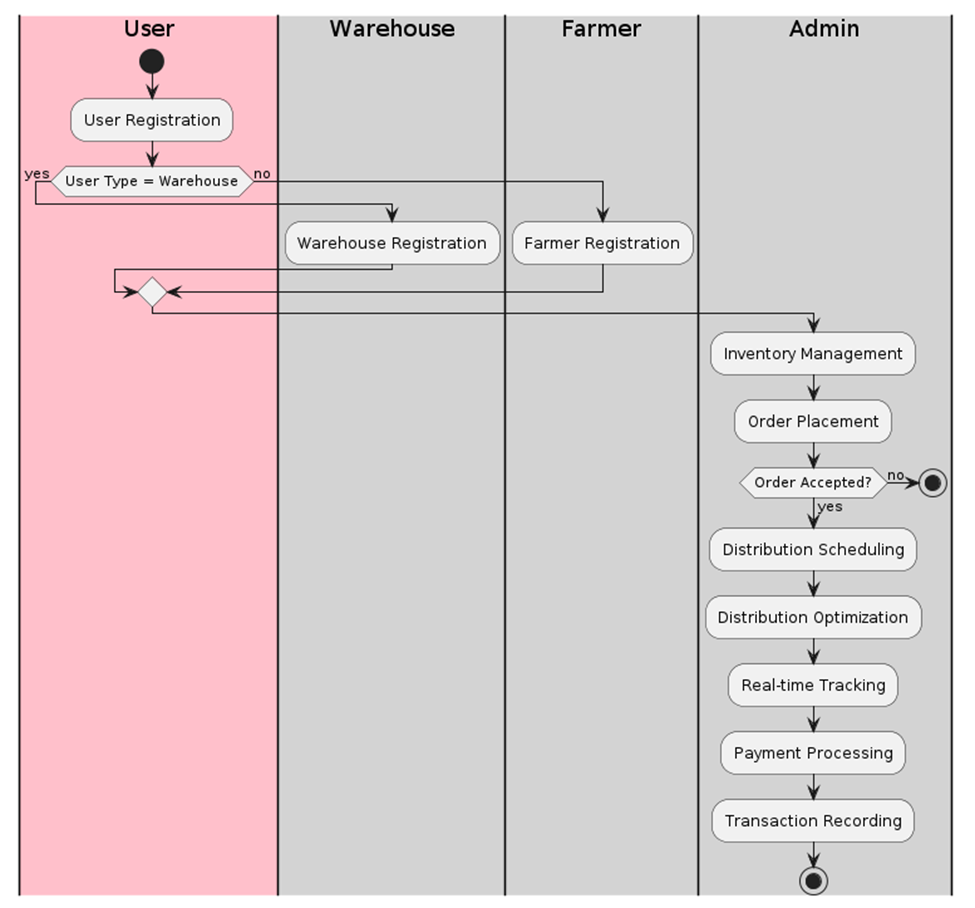 User
Warehouse
Farmer
Admin
User Registration
yes
User Type = Warehouse
no
Warehouse Registration
Farmer Registration
Inventory Management
Order Placement
Order Accepted?
no
yes
Distribution Scheduling
Distribution Optimization
Real-time Tracking
Payment Processing
Transaction Recording